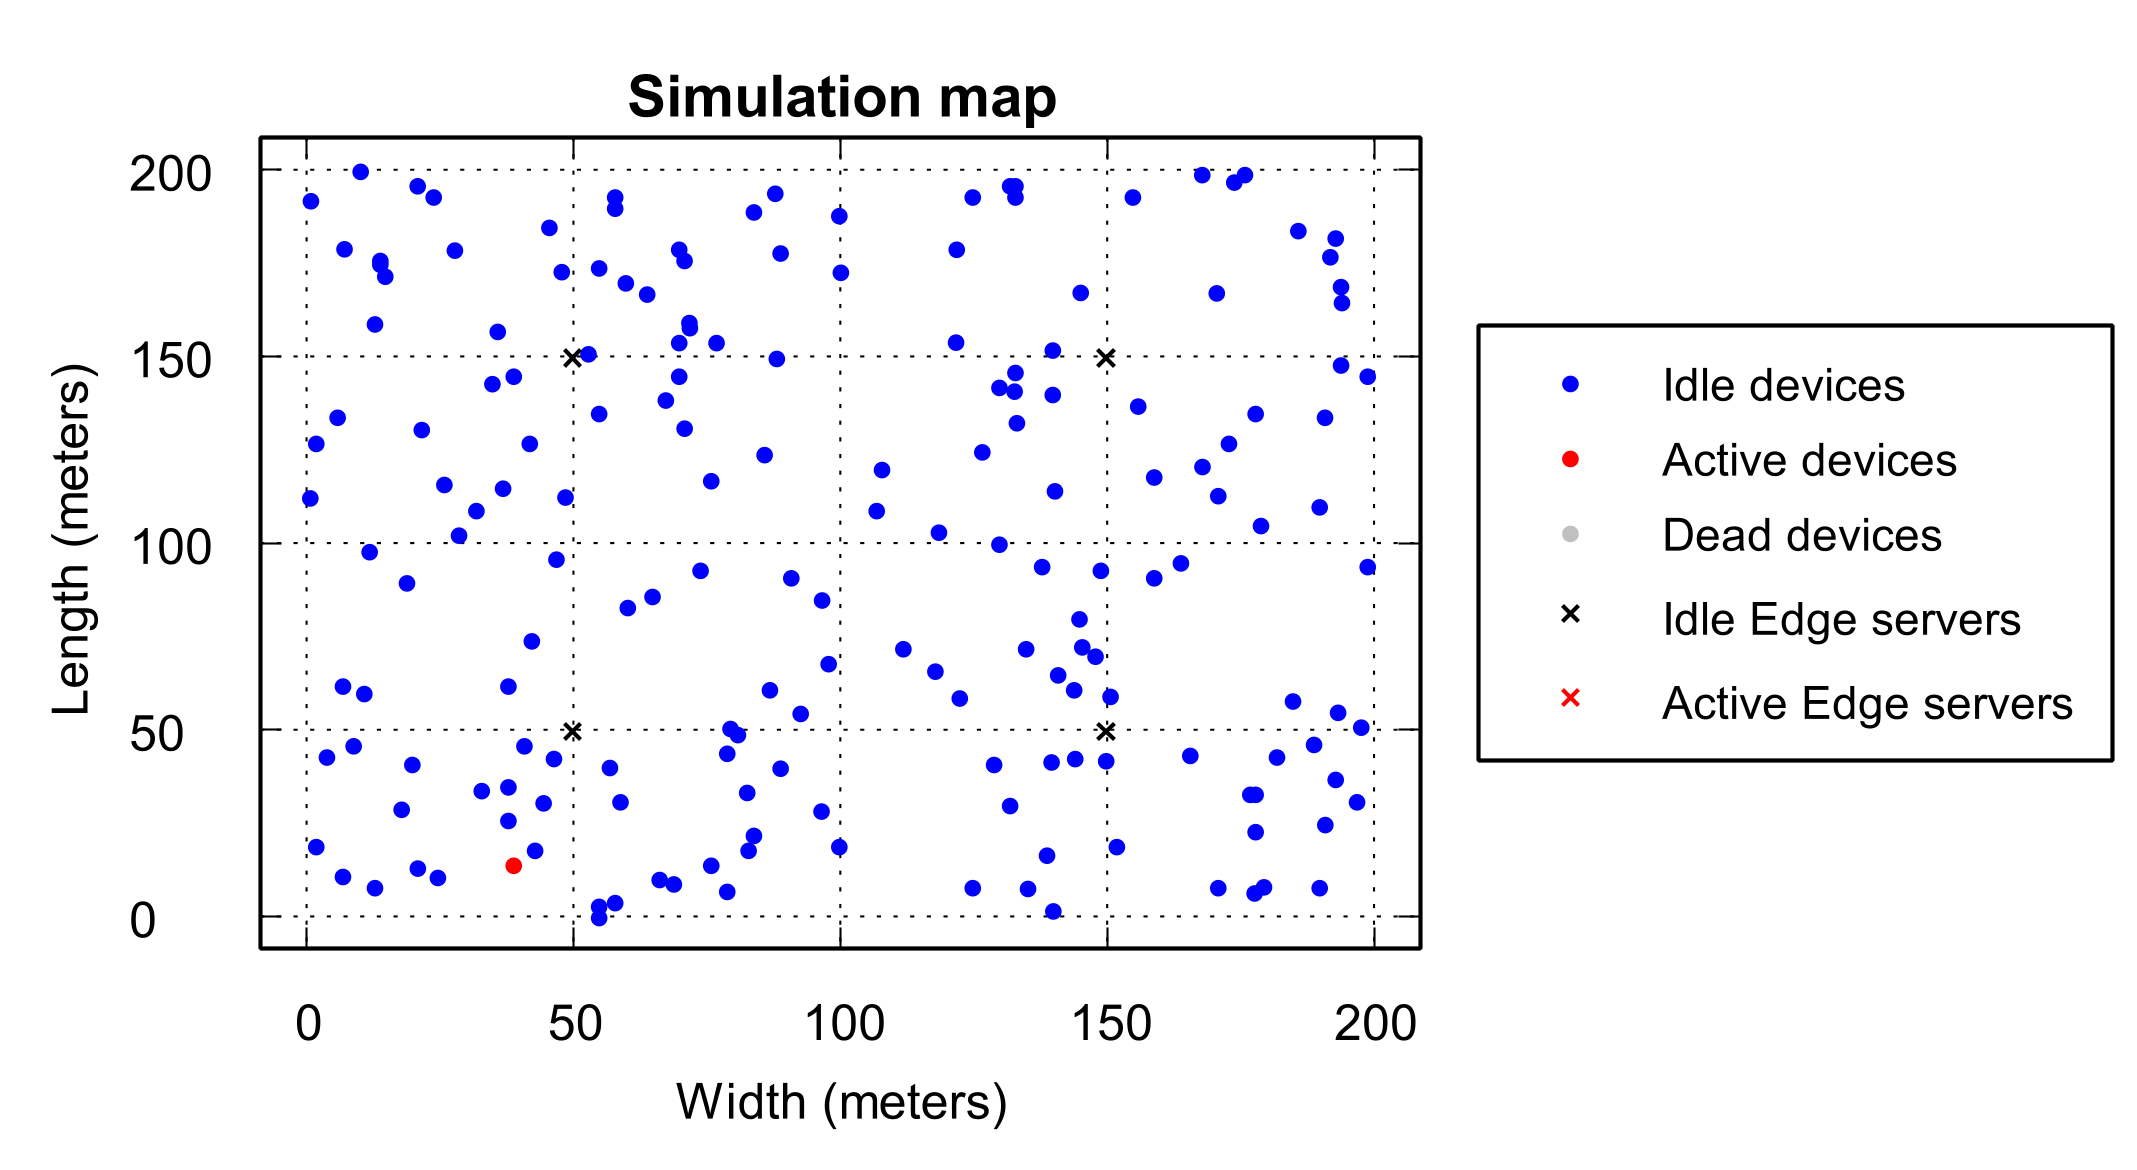 Simulation map
200
150
100
50
0
Length (meters)
0 50 100 150 200
Width (meters)
Idle devices
Active devices
Dead devices
Idle Edge servers
Active Edge servers